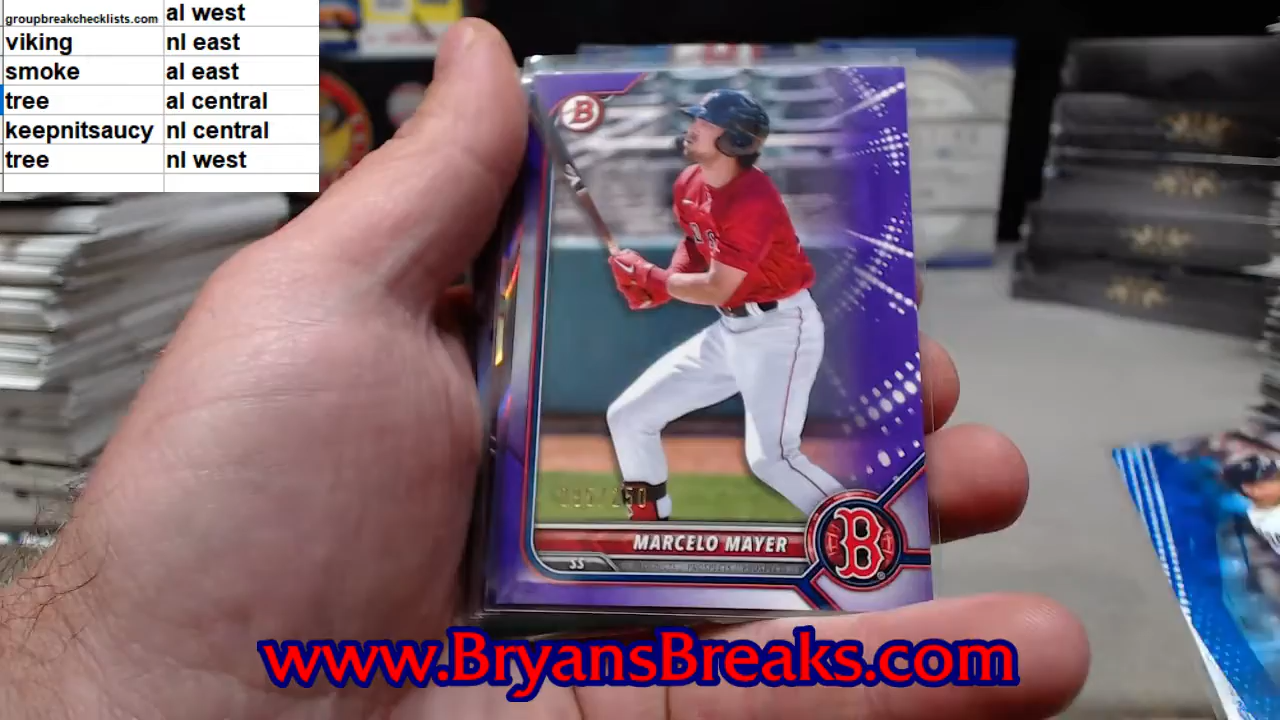 groupbreakchecklists.com al west
viking nl east
smoke al east
tree al central
keepnitsaucy nl central
tree nl west
B
MARCELO MAYER
SS
B
www.BryansBreaks.com